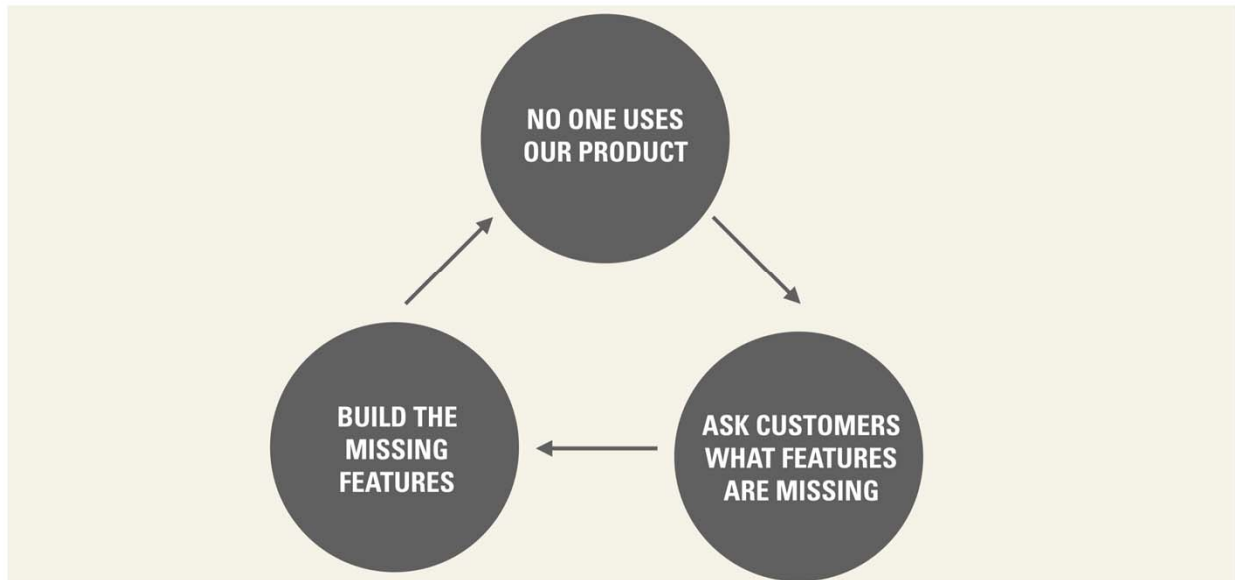 NO ONE USES
OUR PRODUCT
ASK CUSTOMERS
WHAT FEATURES
ARE MISSING
BUILD THE
MISSING
FEATURES